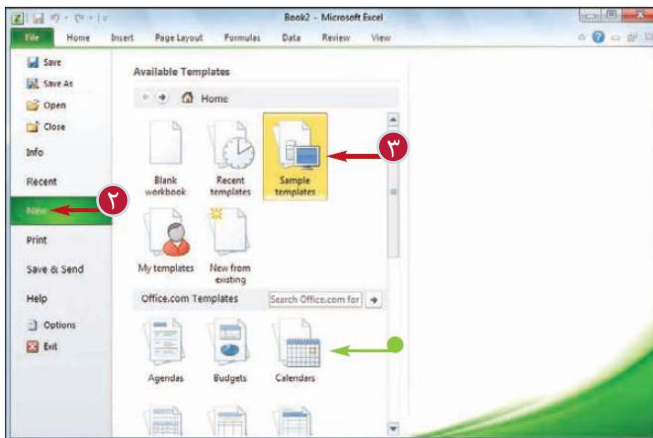 Book2 - Microsoft Excel
File Home Insert Page Layout Formulas Data Review View
Save
Save As
Open
Close
Info
Recent
New
Print
Save & Send
Help
Options
Exit
Available Templates
Home
Blank workbook
Recent templates
Sample templates
My templates
New from existing
Office.com Templates Search Office.com for
Agendas Budgets Calendars
۲
۳